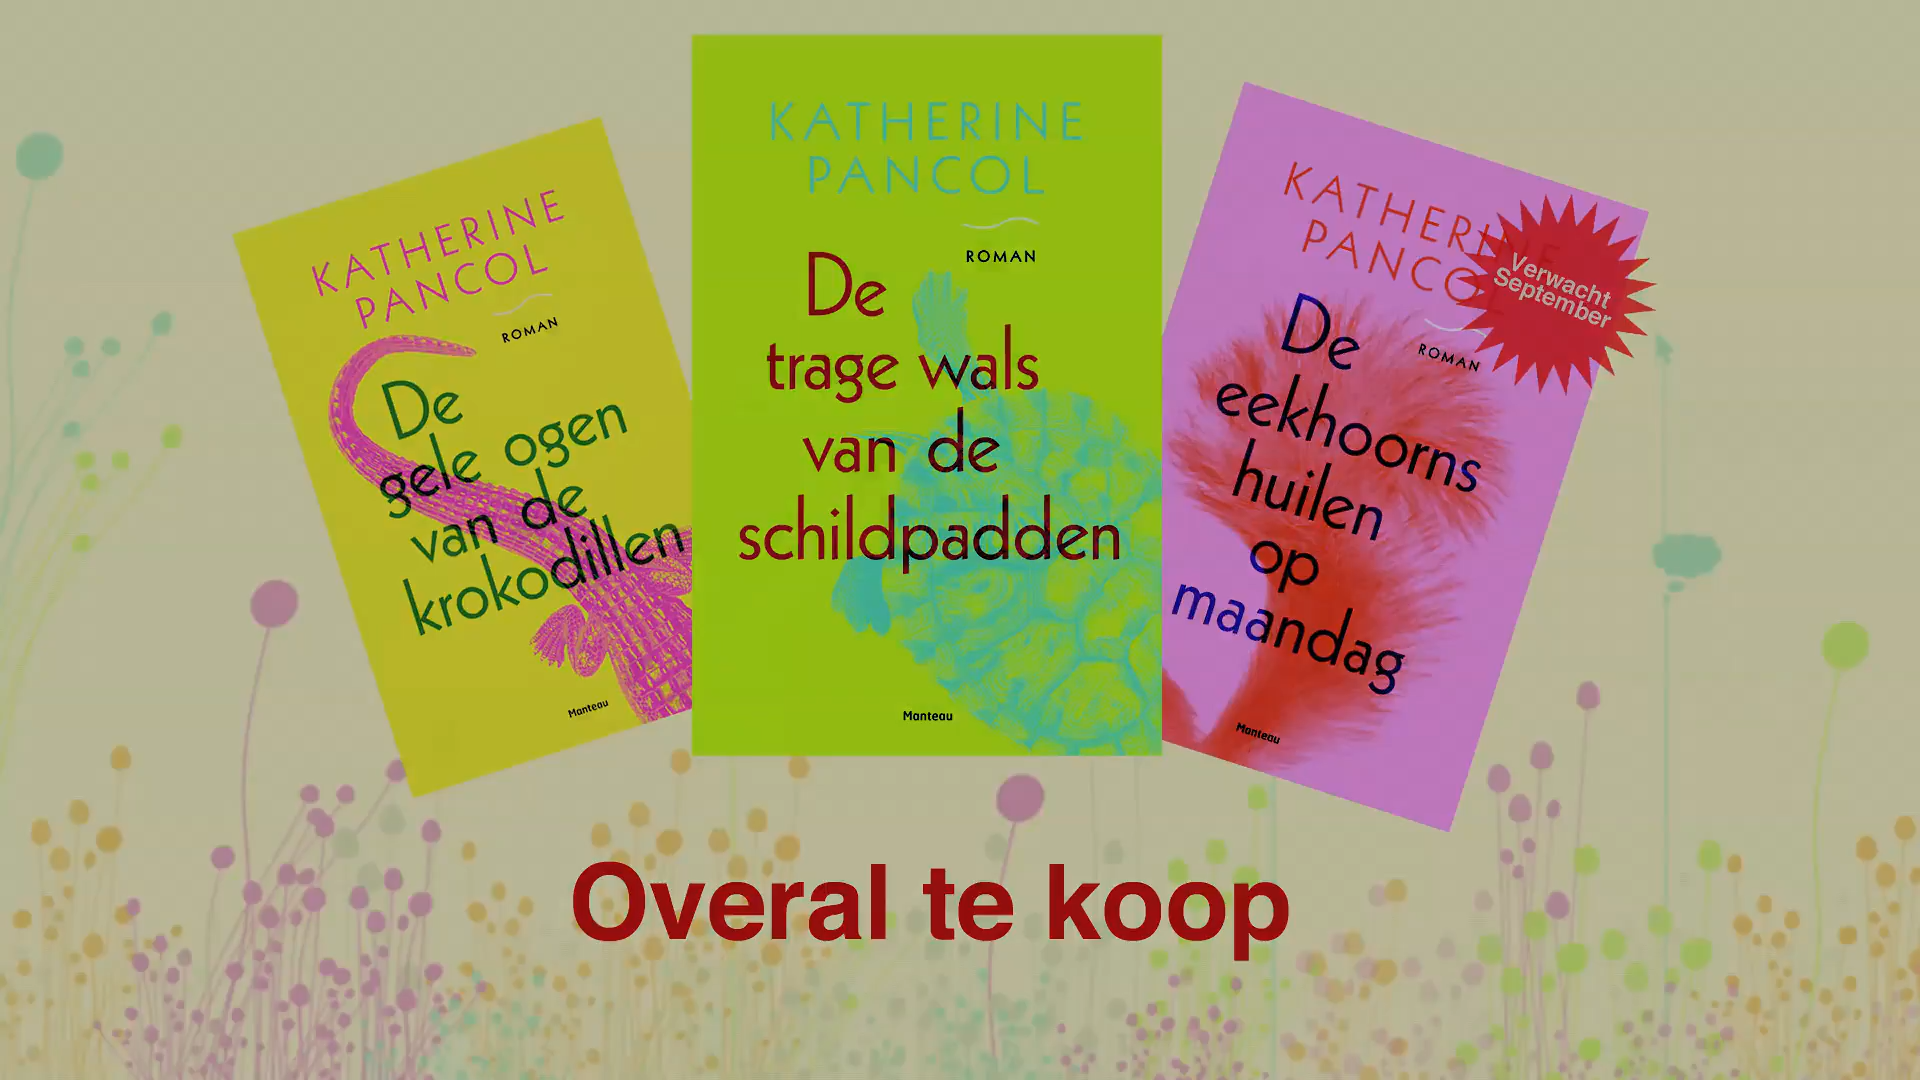 KATHERINE
PANCOL
ROMAN
De
gele ogen
van de
krokodillen
Manteau
KATHERINE
PANCOL
ROMAN
De
trage wals
van de
schildpadden
Manteau
KATHERINE
PANCOL
ROMAN
De
eekhoorns
huilen
op
maandag
Manteau
Verwacht
September
Overal te koop